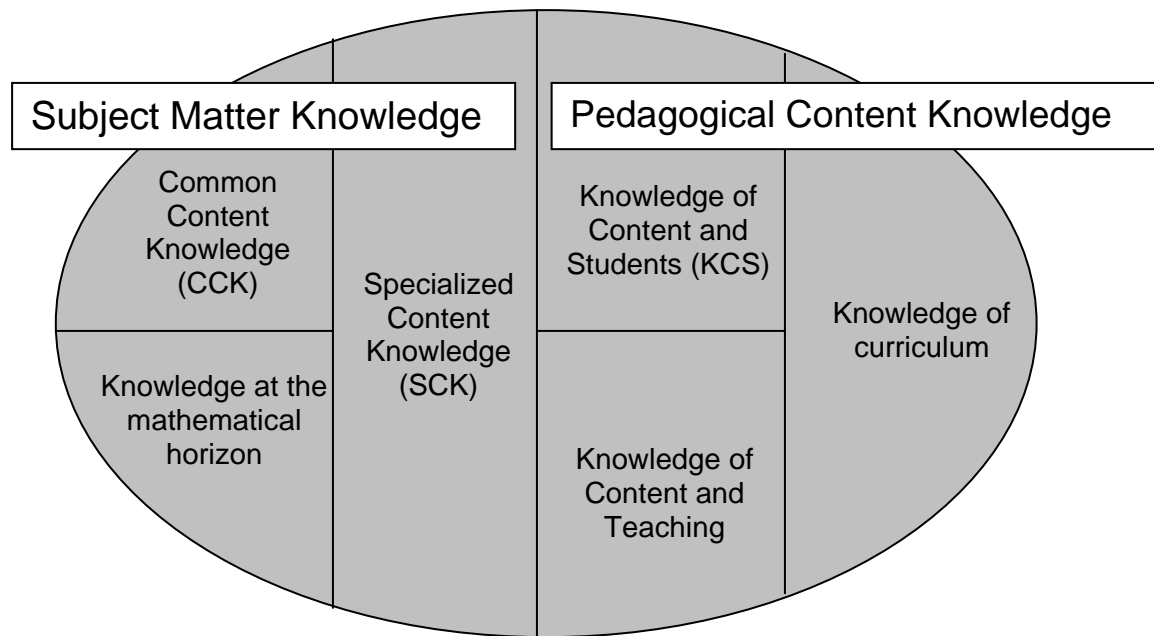 Subject Matter Knowledge
Pedagogical Content Knowledge
Common
Content
Knowledge
(CCK)
Knowledge at the
mathematical
horizon
Specialized
Content
Knowledge
(SCK)
Knowledge of
Content and
Students (KCS)
Knowledge of
Content and
Teaching
Knowledge of
curriculum